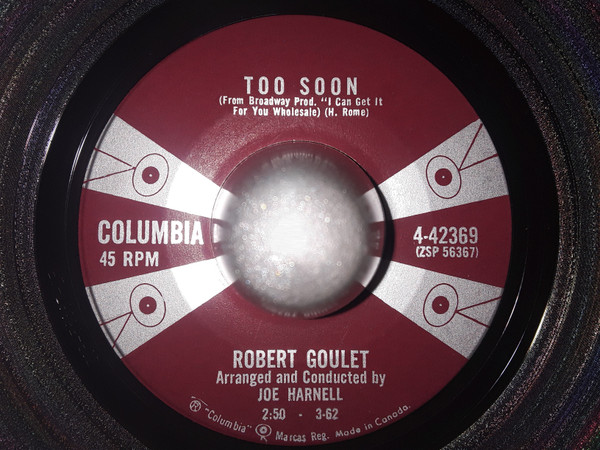 TOO SOON
(From Broadway Prod. "I Can Get It
For You Wholesale) (H. Rome)
COLUMBIA
45 RPM
4-42369
(ZSP 56367)
ROBERT GOULET
Arranged and Conducted by
JOE HARNELL
2:50 - 3-62
® "Columbia" Marcas Reg. Made in Canada.